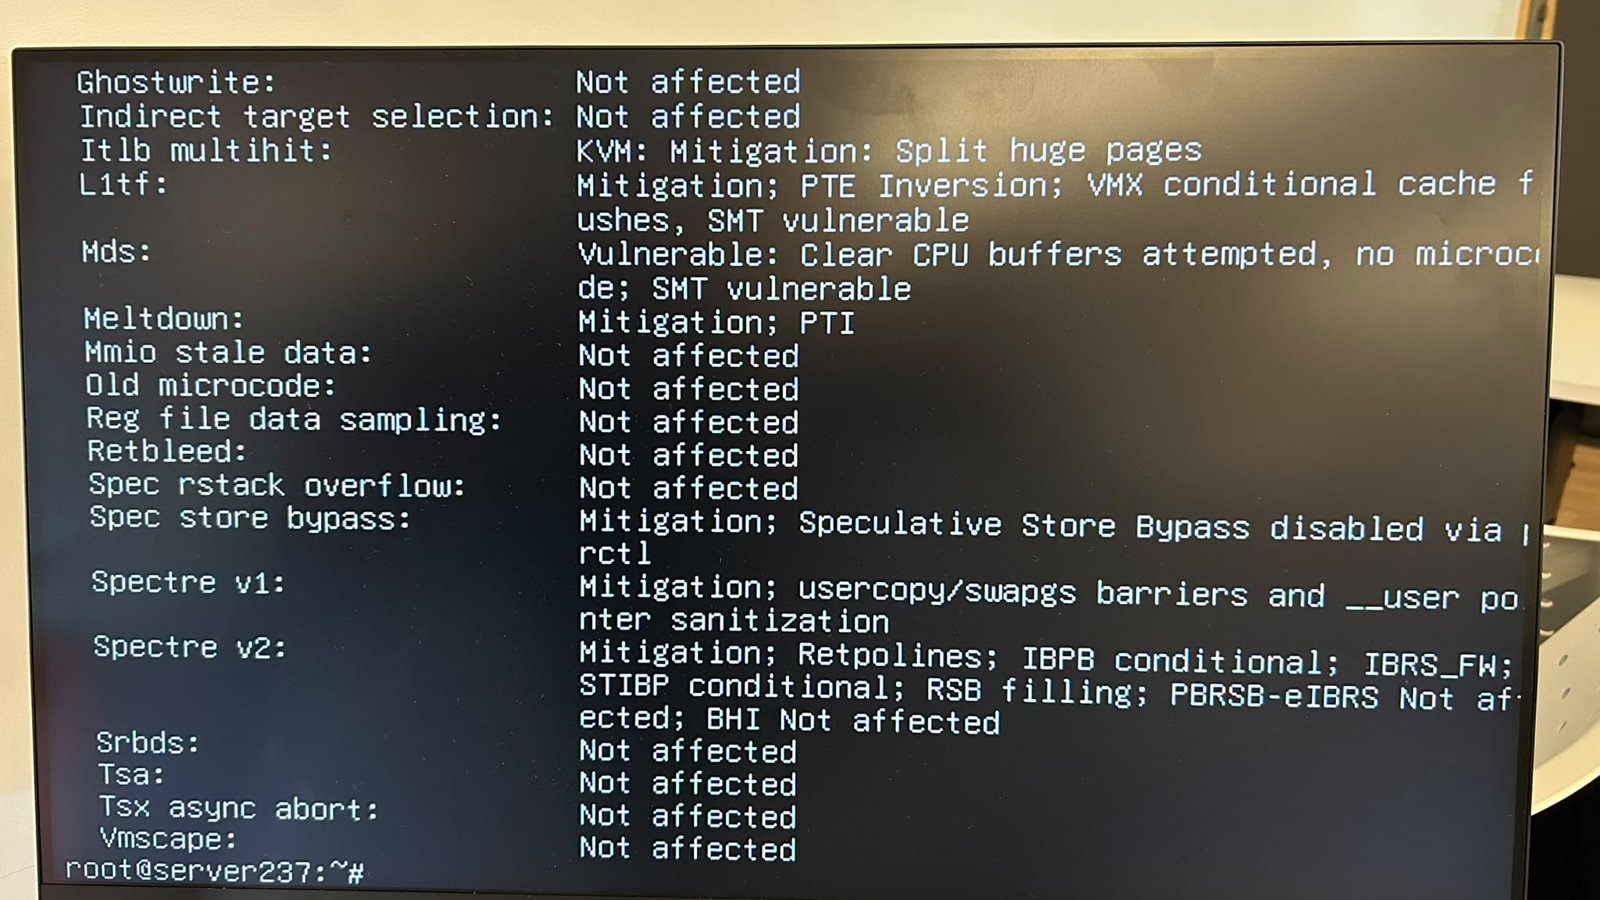 Ghostwrite: Not affected
Indirect target selection: Not affected
Itlb multihit: KVM: Mitigation: Split huge pages
L1tf: Mitigation; PTE Inversion; VMX conditional cache f
ushes, SMT vulnerable
Mds: Vulnerable: Clear CPU buffers attempted, no microc
de; SMT vulnerable
Meltdown: Mitigation; PTI
Mmio stale data: Not affected
Old microcode: Not affected
Reg file data sampling: Not affected
Retbleed: Not affected
Spec rstack overflow: Not affected
Spec store bypass: Mitigation; Speculative Store Bypass disabled via
rctl
Spectre v1: Mitigation; usercopy/swapgs barriers and __user po
nter sanitization
Spectre v2: Mitigation; Retpolines; IBPB conditional; IBRS_FW;
STIBP conditional; RSB filling; PBRSB-eIBRS Not af
ected; BHI Not affected
Srbds: Not affected
Tsa: Not affected
Tsx async abort: Not affected
Vmscape: Not affected
root@server237:~#